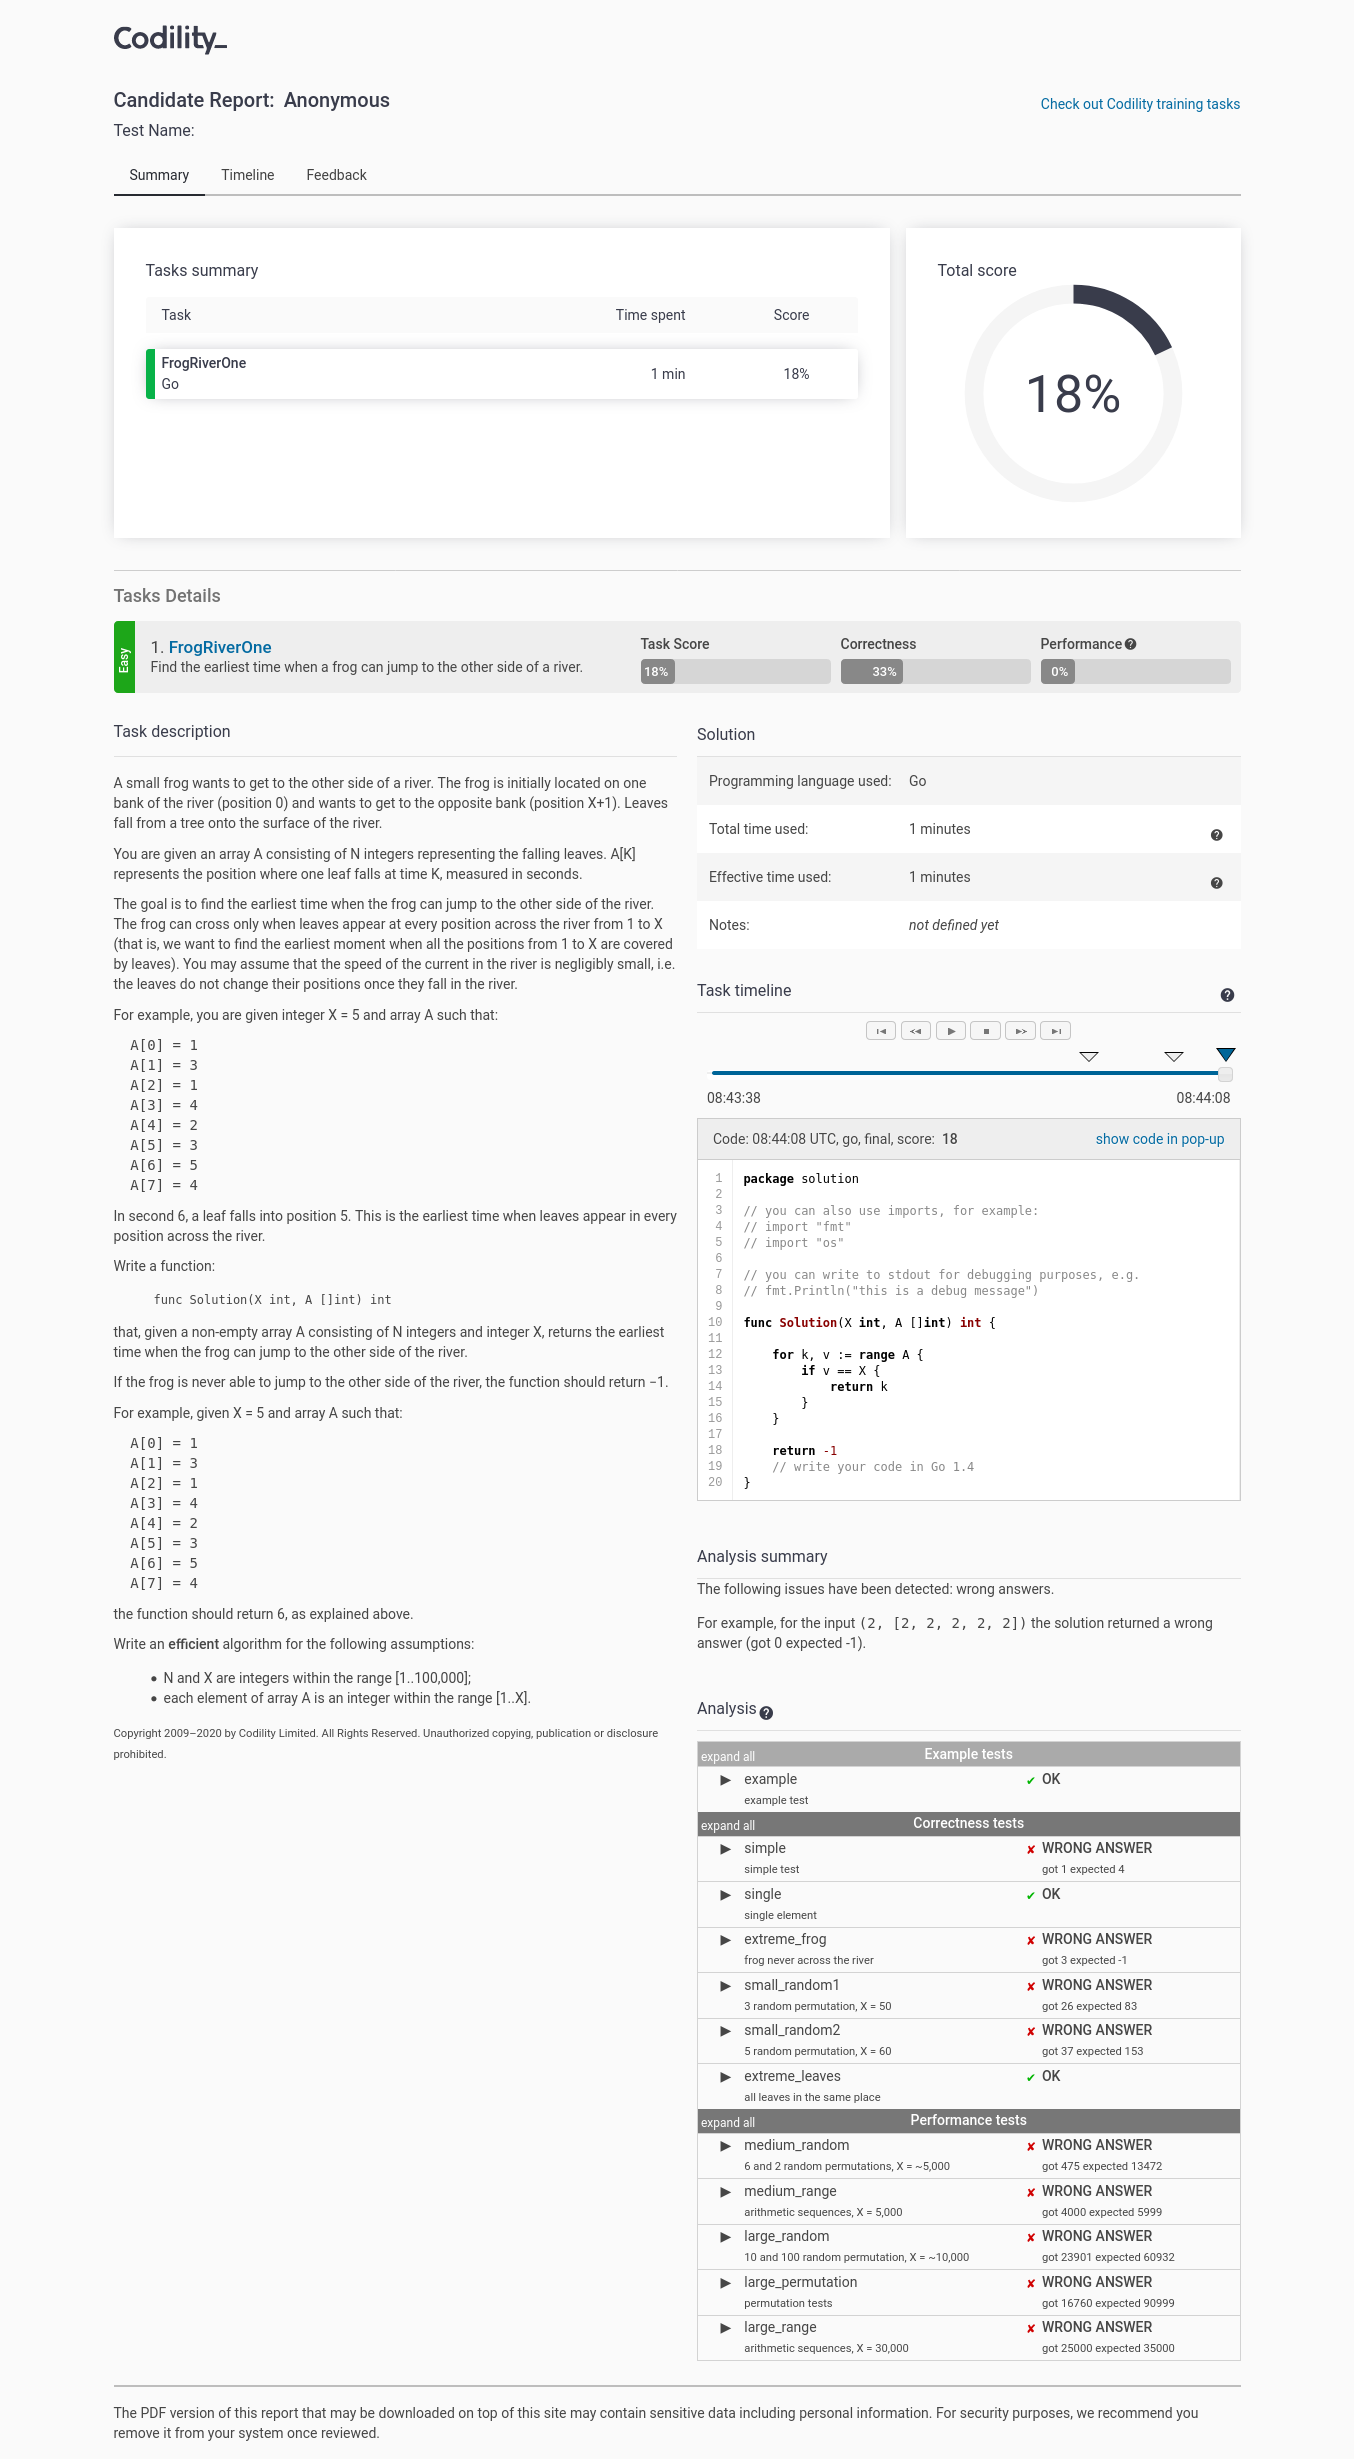 Codility_
Candidate Report: Anonymous
Check out Codility training tasks
Test Name:
Summary Timeline Feedback
Tasks summary
Task Time spent Score
FrogRiverOne
Go
1 min 18%
Total score
18%
Tasks Details
Easy
1. FrogRiverOne
Find the earliest time when a frog can jump to the other side of a river.
Task Score
18%
Correctness
33%
Performance
0%
Task description
A small frog wants to get to the other side of a river. The frog is initially located on one
bank of the river (position 0) and wants to get to the opposite bank (position X+1). Leaves
fall from a tree onto the surface of the river.
You are given an array A consisting of N integers representing the falling leaves. A[K]
represents the position where one leaf falls at time K, measured in seconds.
The goal is to find the earliest time when the frog can jump to the other side of the river.
The frog can cross only when leaves appear at every position across the river from 1 to X
(that is, we want to find the earliest moment when all the positions from 1 to X are covered
by leaves). You may assume that the speed of the current in the river is negligibly small, i.e.
the leaves do not change their positions once they fall in the river.
For example, you are given integer X = 5 and array A such that:
A[0] = 1
A[1] = 3
A[2] = 1
A[3] = 4
A[4] = 2
A[5] = 3
A[6] = 5
A[7] = 4
In second 6, a leaf falls into position 5. This is the earliest time when leaves appear in every
position across the river.
Write a function:
func Solution(X int, A []int) int
that, given a non-empty array A consisting of N integers and integer X, returns the earliest
time when the frog can jump to the other side of the river.
If the frog is never able to jump to the other side of the river, the function should return −1.
For example, given X = 5 and array A such that:
A[0] = 1
A[1] = 3
A[2] = 1
A[3] = 4
A[4] = 2
A[5] = 3
A[6] = 5
A[7] = 4
the function should return 6, as explained above.
Write an efficient algorithm for the following assumptions:
• N and X are integers within the range [1..100,000];
• each element of array A is an integer within the range [1..X].
Copyright 2009–2020 by Codility Limited. All Rights Reserved. Unauthorized copying, publication or disclosure
prohibited.
Solution
Programming language used: Go
Total time used: 1 minutes
Effective time used: 1 minutes
Notes: not defined yet
Task timeline
08:43:38 08:44:08
Code: 08:44:08 UTC, go, final, score: 18
show code in pop-up
1 package solution
2
3 // you can also use imports, for example:
4 // import "fmt"
5 // import "os"
6
7 // you can write to stdout for debugging purposes, e.g.
8 // fmt.Println("this is a debug message")
9
10 func Solution(X int, A []int) int {
11
12 for k, v := range A {
13 if v == X {
14 return k
15 }
16 }
17
18 return -1
19 // write your code in Go 1.4
20 }
Analysis summary
The following issues have been detected: wrong answers.
For example, for the input (2, [2, 2, 2, 2, 2]) the solution returned a wrong
answer (got 0 expected -1).
Analysis
expand all Example tests
example ✔ OK
example test
expand all Correctness tests
simple ✘ WRONG ANSWER
simple test got 1 expected 4
single ✔ OK
single element
extreme_frog ✘ WRONG ANSWER
frog never across the river got 3 expected -1
small_random1 ✘ WRONG ANSWER
3 random permutation, X = 50 got 26 expected 83
small_random2 ✘ WRONG ANSWER
5 random permutation, X = 60 got 37 expected 153
extreme_leaves ✔ OK
all leaves in the same place
expand all Performance tests
medium_random ✘ WRONG ANSWER
6 and 2 random permutations, X = ~5,000 got 475 expected 13472
medium_range ✘ WRONG ANSWER
arithmetic sequences, X = 5,000 got 4000 expected 5999
large_random ✘ WRONG ANSWER
10 and 100 random permutation, X = ~10,000 got 23901 expected 60932
large_permutation ✘ WRONG ANSWER
permutation tests got 16760 expected 90999
large_range ✘ WRONG ANSWER
arithmetic sequences, X = 30,000 got 25000 expected 35000
The PDF version of this report that may be downloaded on top of this site may contain sensitive data including personal information. For security purposes, we recommend you
remove it from your system once reviewed.